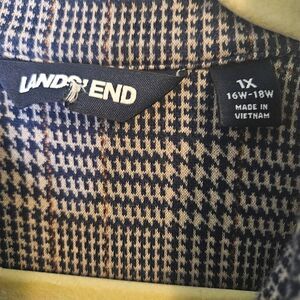 LANDS' END
1X
16W-18W
MADE IN
VIETNAM